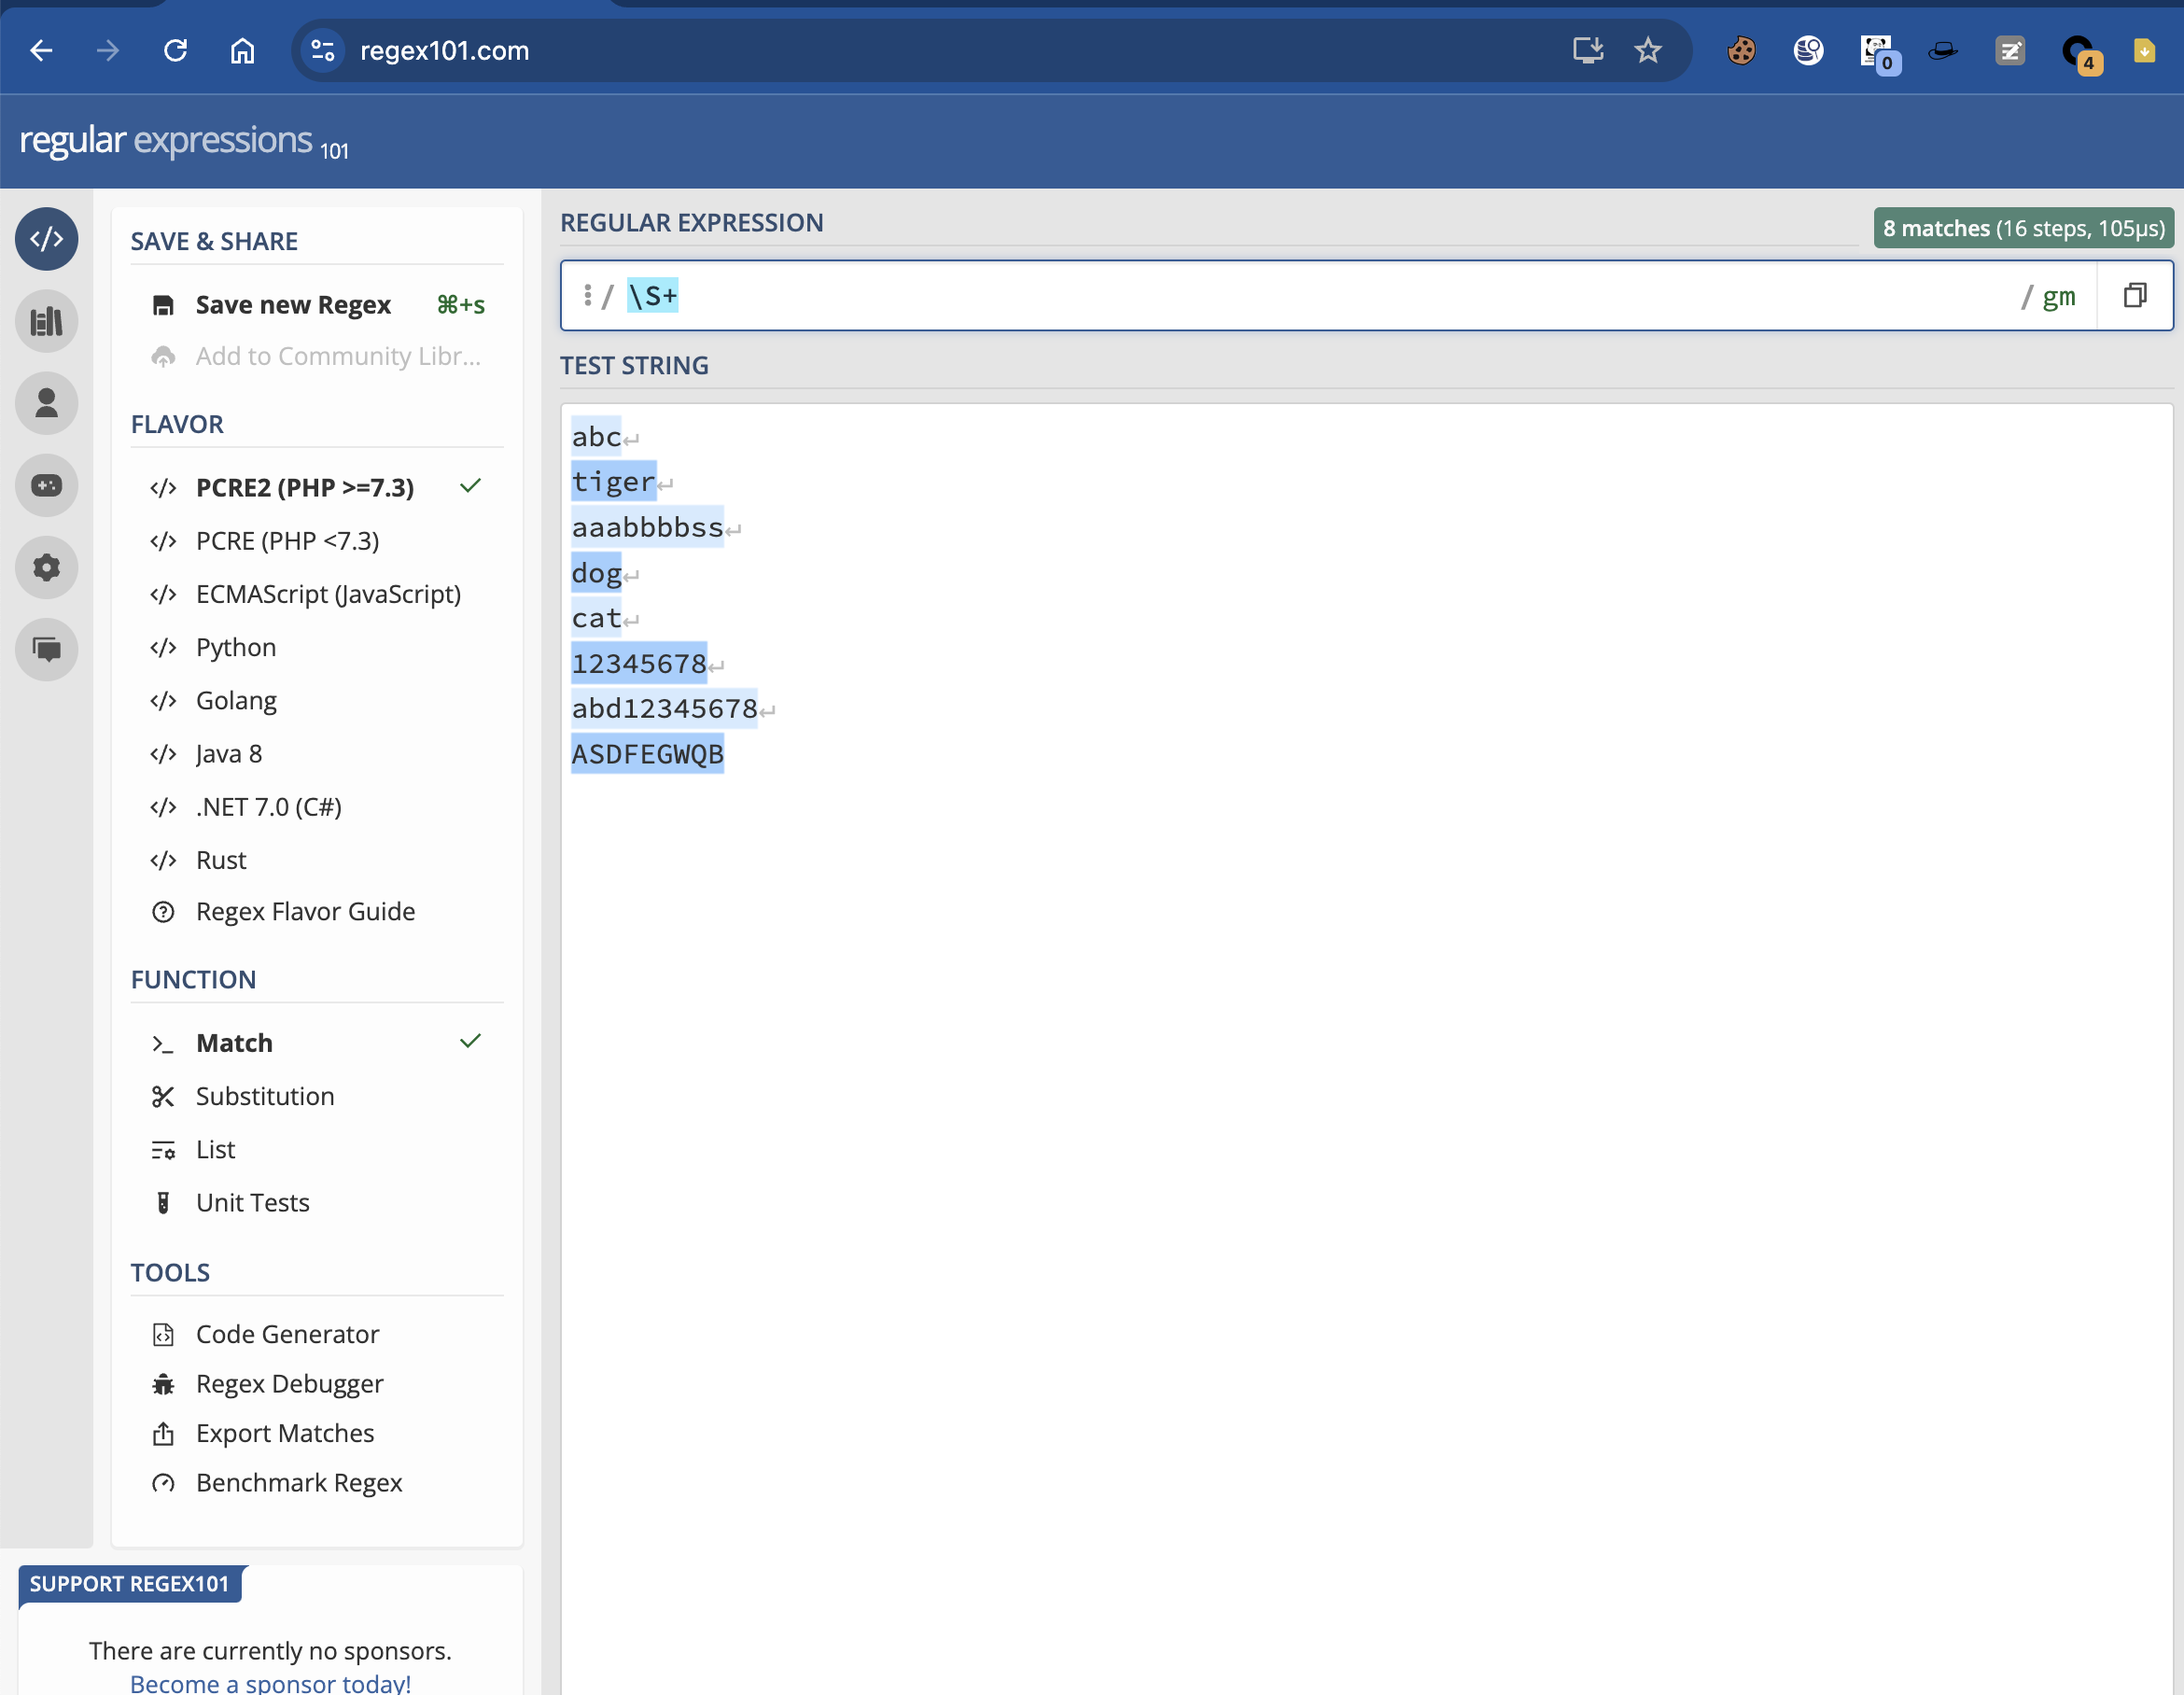 regex101.com
0
4
regular expressions 101
SAVE & SHARE
Save new Regex ⌘+s
Add to Community Libr...
FLAVOR
</> PCRE2 (PHP >=7.3)
</> PCRE (PHP <7.3)
</> ECMAScript (JavaScript)
</> Python
</> Golang
</> Java 8
</> .NET 7.0 (C#)
</> Rust
Regex Flavor Guide
FUNCTION
Match
Substitution
List
Unit Tests
TOOLS
Code Generator
Regex Debugger
Export Matches
Benchmark Regex
SUPPORT REGEX101
There are currently no sponsors.
Become a sponsor today!
REGULAR EXPRESSION
8 matches (16 steps, 105µs)
/ \S+ / gm
TEST STRING
abc
tiger
aaabbbbss
dog
cat
12345678
abd12345678
ASDFEGWQB